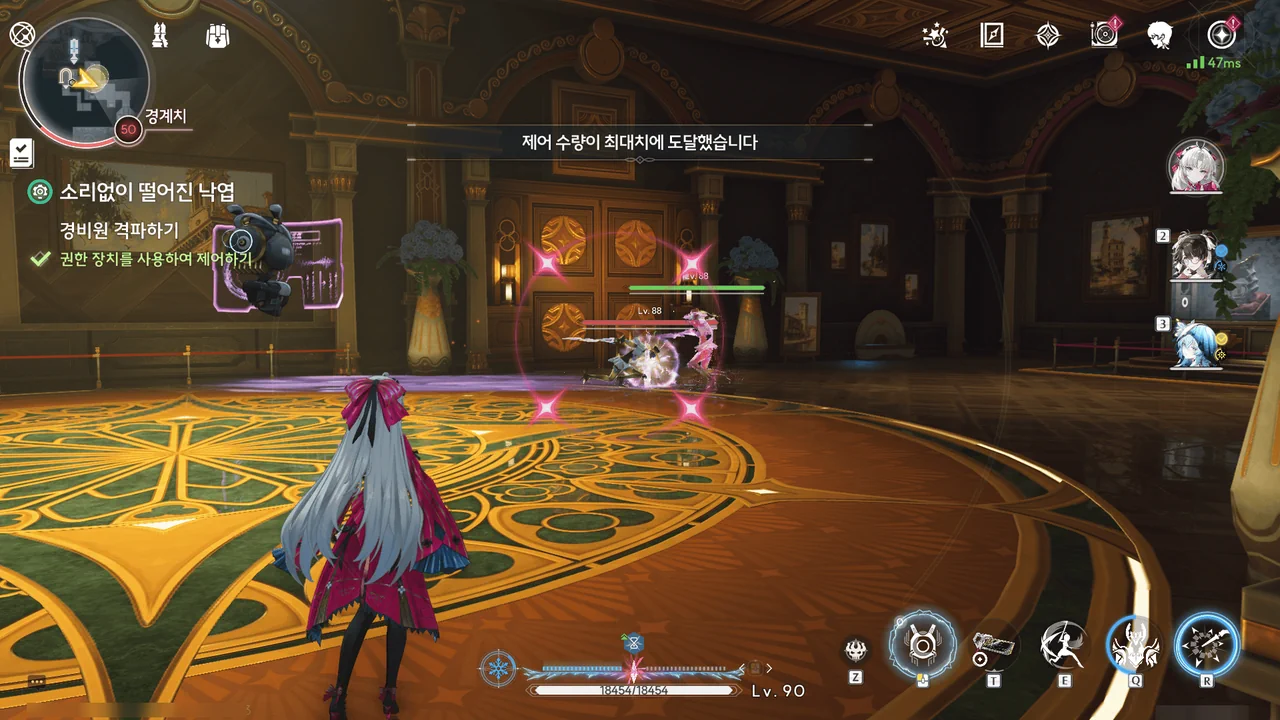 47ms
경계치
50
제어 수량이 최대치에 도달했습니다
소리없이 떨어진 낙엽
경비원 격파하기
권한 장치를 사용하여 제어하기
Lv. 88
Lv. 88
2
3
18454/18454
Lv. 90
Z
T
E
Q
R